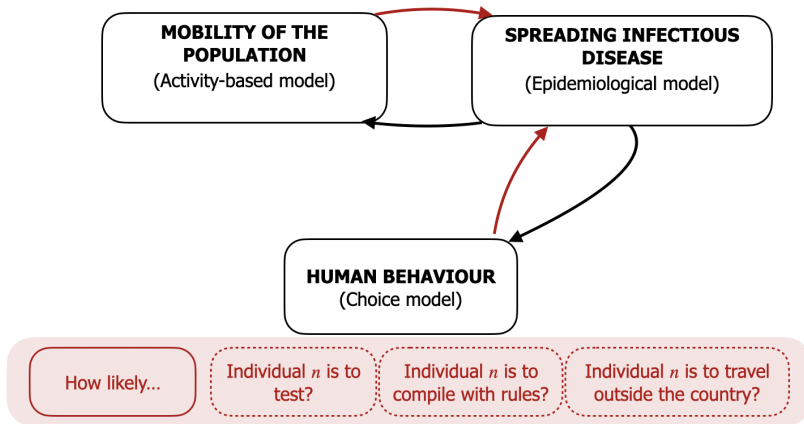 MOBILITY OF THE
POPULATION
(Activity-based model)
SPREADING INFECTIOUS
DISEASE
(Epidemiological model)
HUMAN BEHAVIOUR
(Choice model)
How likely...
Individual n is to
test?
Individual n is to
compile with rules?
Individual n is to travel
outside the country?